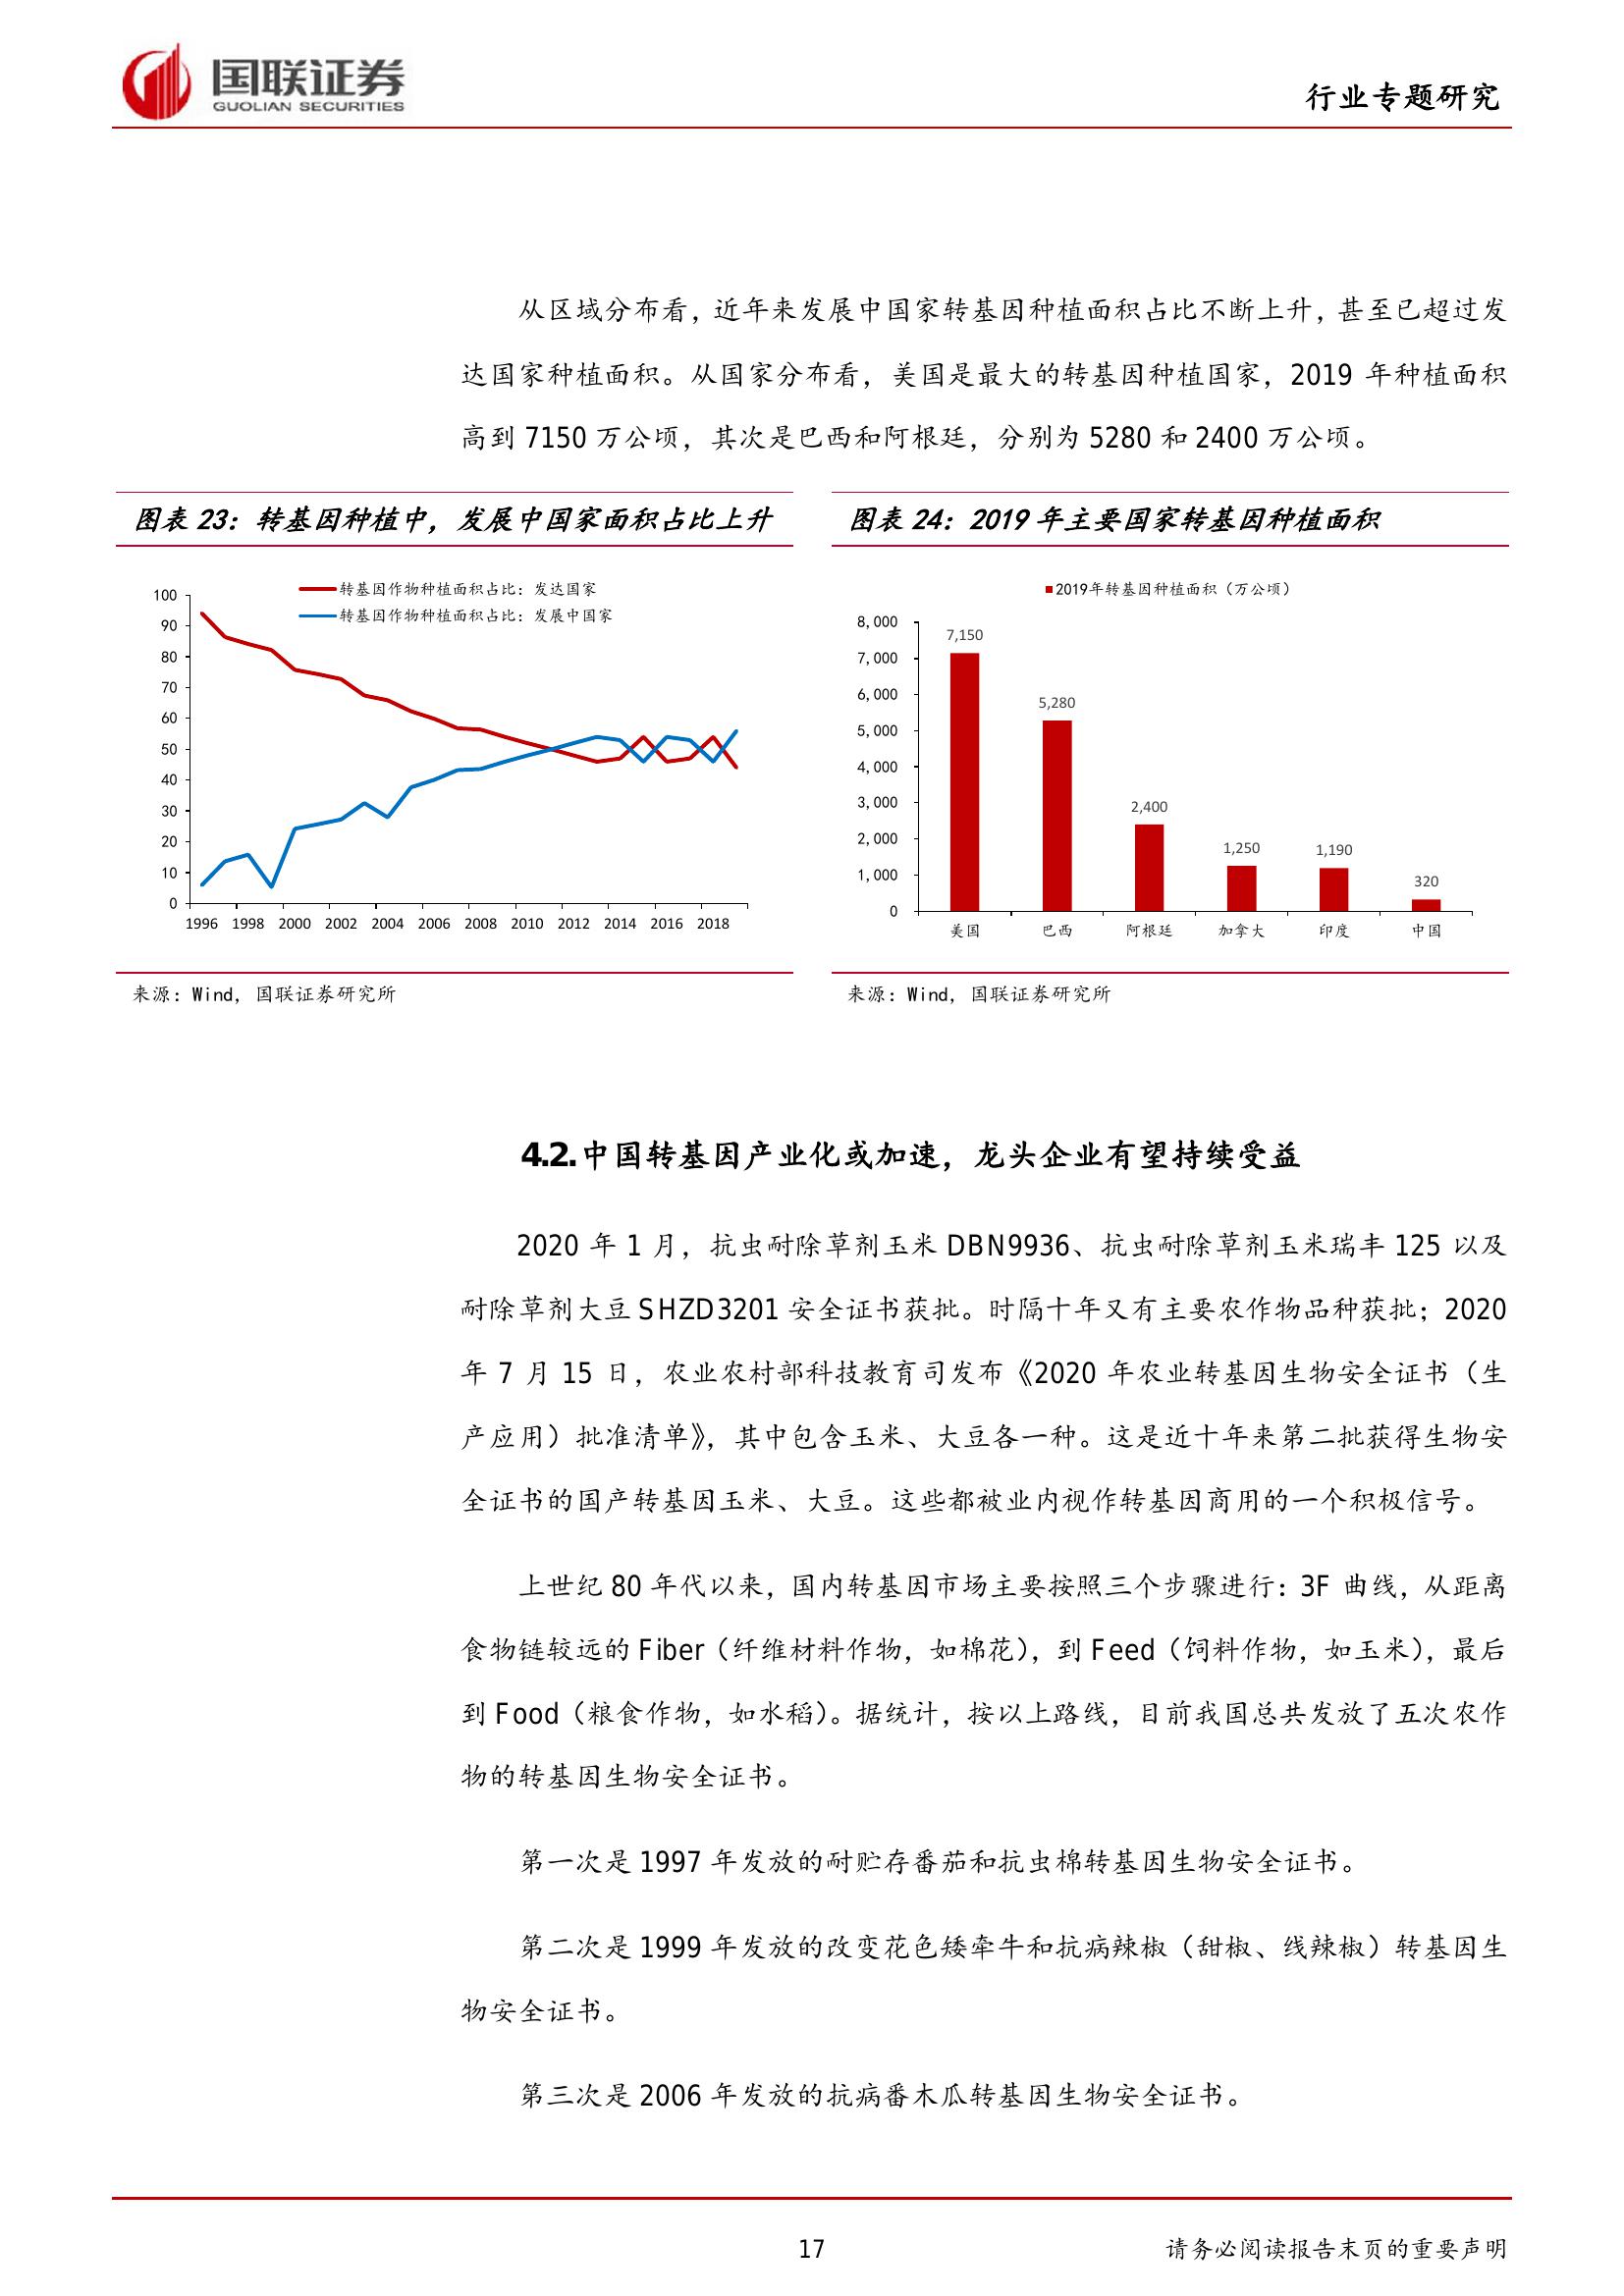 国联证券
GUOLIAN SECURITIES
行业专题研究
从区域分布看，近年来发展中国家转基因种植面积占比不断上升，甚至已超过发
达国家种植面积。从国家分布看，美国是最大的转基因种植国家，2019 年种植面积
高到 7150 万公顷，其次是巴西和阿根廷，分别为 5280 和 2400 万公顷。
图表 23：转基因种植中，发展中国家面积占比上升
转基因作物种植面积占比：发达国家
转基因作物种植面积占比：发展中国家
100
90
80
70
60
50
40
30
20
10
0
1996 1998 2000 2002 2004 2006 2008 2010 2012 2014 2016 2018
来源：Wind，国联证券研究所
图表 24：2019 年主要国家转基因种植面积
2019年转基因种植面积（万公顷）
8,000
7,000
6,000
5,000
4,000
3,000
2,000
1,000
0
7,150
5,280
2,400
1,250
1,190
320
美国 巴西 阿根廷 加拿大 印度 中国
来源：Wind，国联证券研究所
4.2.中国转基因产业化或加速，龙头企业有望持续受益
2020 年 1 月，抗虫耐除草剂玉米 DBN9936、抗虫耐除草剂玉米瑞丰 125 以及
耐除草剂大豆 SHZD3201 安全证书获批。时隔十年又有主要农作物品种获批；2020
年 7 月 15 日，农业农村部科技教育司发布《2020 年农业转基因生物安全证书（生
产应用）批准清单》，其中包含玉米、大豆各一种。这是近十年来第二批获得生物安
全证书的国产转基因玉米、大豆。这些都被业内视作转基因商用的一个积极信号。
上世纪 80 年代以来，国内转基因市场主要按照三个步骤进行：3F 曲线，从距离
食物链较远的 Fiber（纤维材料作物，如棉花），到 Feed（饲料作物，如玉米），最后
到 Food（粮食作物，如水稻）。据统计，按以上路线，目前我国总共发放了五次农作
物的转基因生物安全证书。
第一次是 1997 年发放的耐贮存番茄和抗虫棉转基因生物安全证书。
第二次是 1999 年发放的改变花色矮牵牛和抗病辣椒（甜椒、线辣椒）转基因生
物安全证书。
第三次是 2006 年发放的抗病番木瓜转基因生物安全证书。
17
请务必阅读报告末页的重要声明